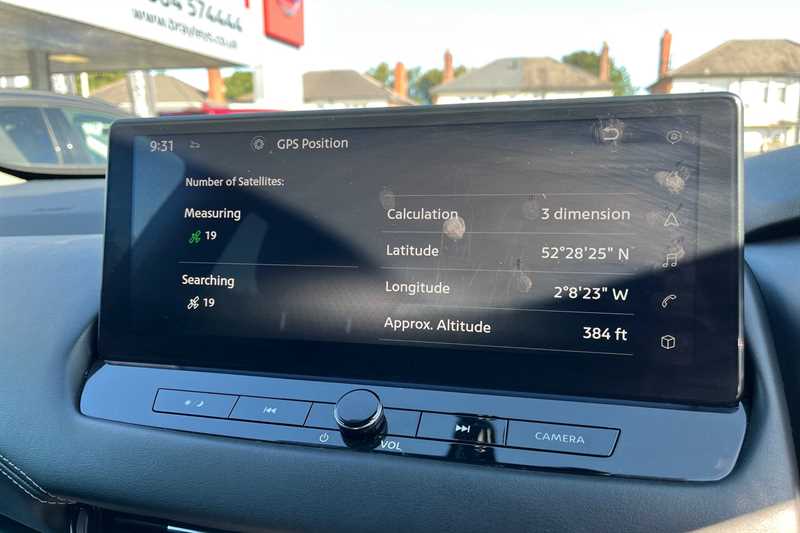 574444
9:31
GPS Position
Number of Satellites:
Measuring
19
Searching
19
Calculation 3 dimension
Latitude 52°28'25" N
Longitude 2°8'23" W
Approx. Altitude 384 ft
VOL
CAMERA